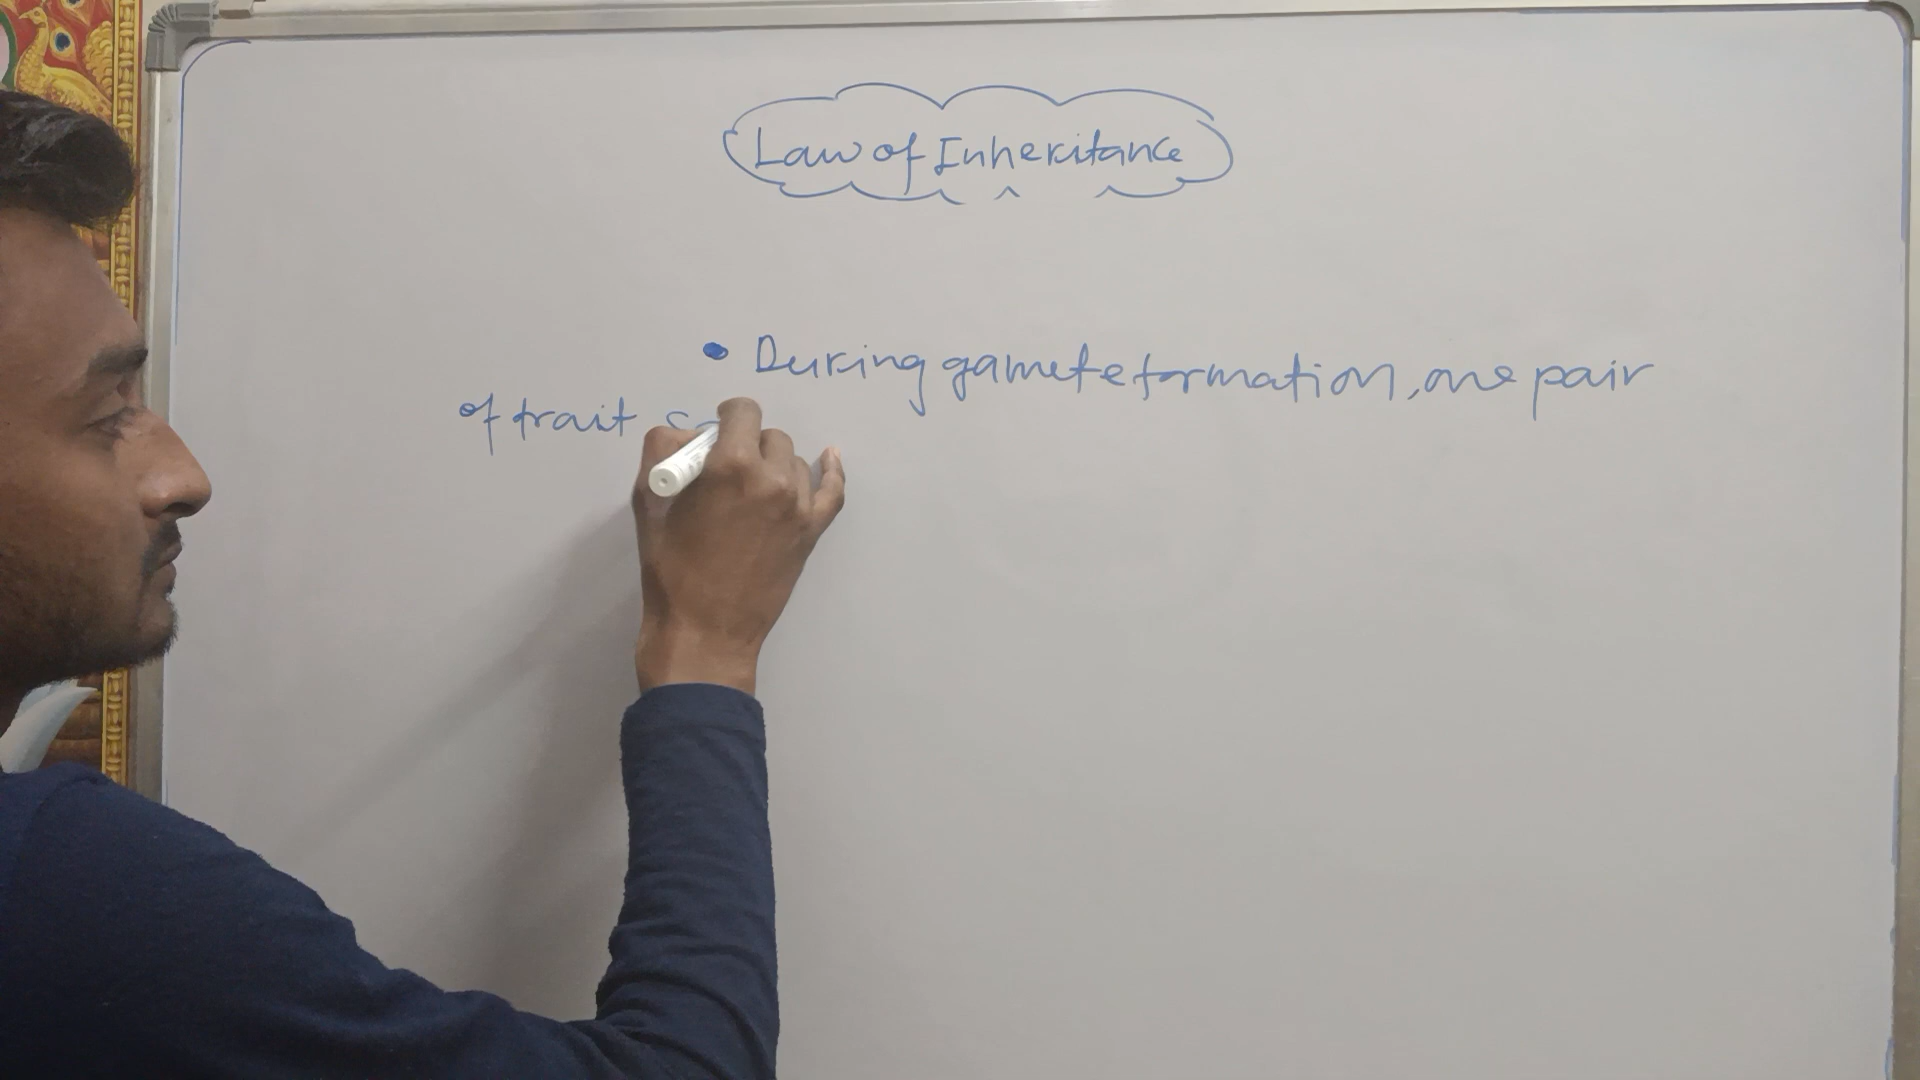 Law of Inheritance
• During gamete formation, one pair
of trait